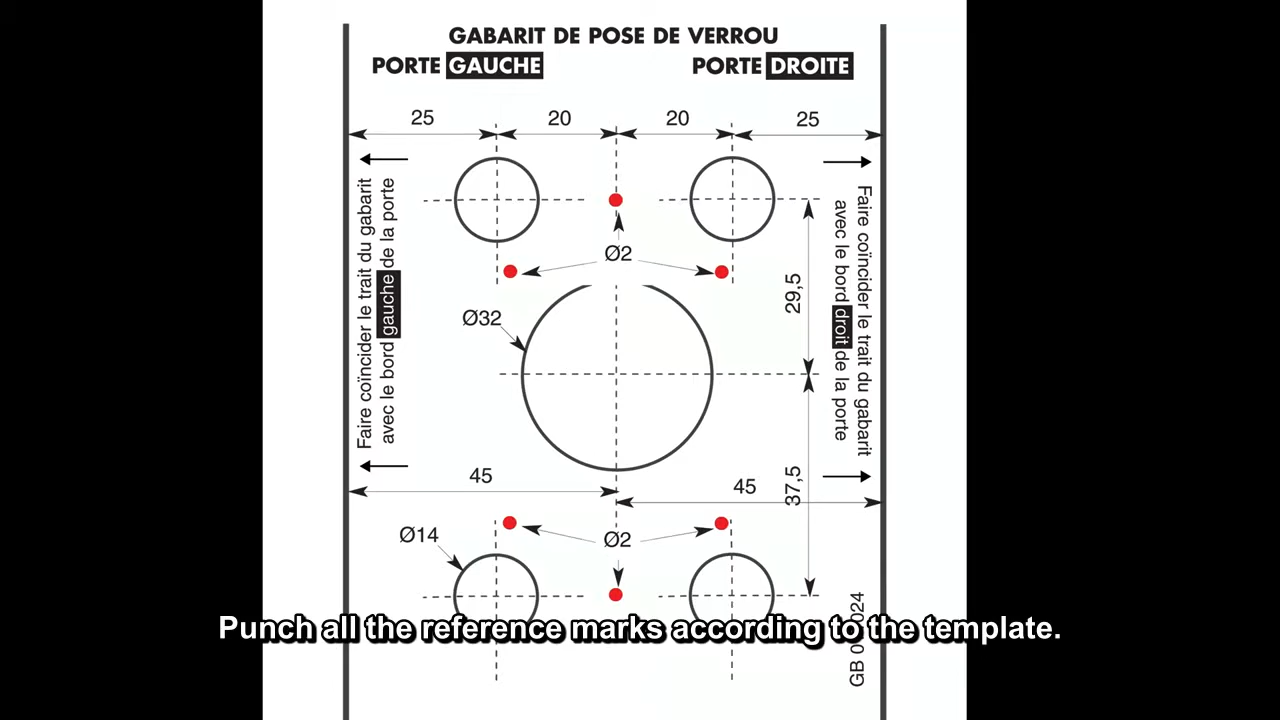 GABARIT DE POSE DE VERROU
PORTE GAUCHE
PORTE DROITE
25
20
20
25
Faire coïncider le trait du gabarit
avec le bord gauche de la porte
Faire coïncider le trait du gabarit
avec le bord droit de la porte
Ø2
29,5
Ø32
45
45
37,5
Ø14
Ø2
Punch all the reference marks according to the template.